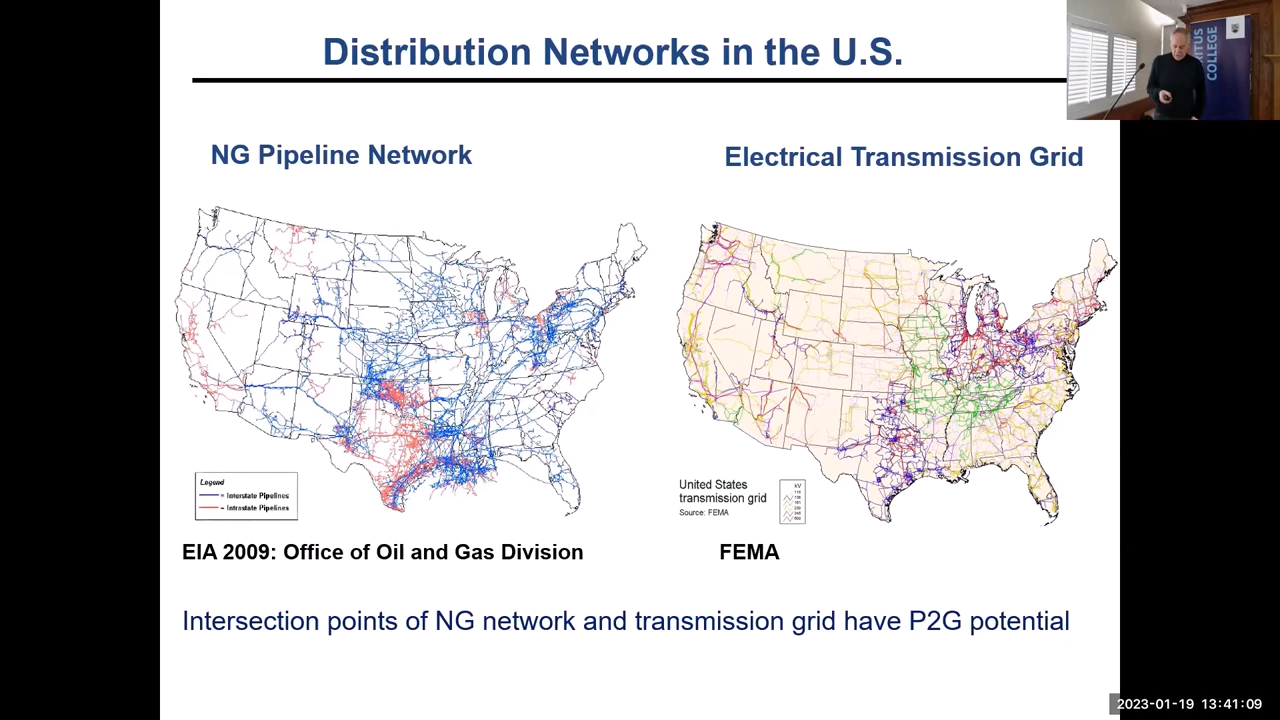 Distribution Networks in the U.S.
NG Pipeline Network
Electrical Transmission Grid
Legend
= Interstate Pipelines
= Intrastate Pipelines
United States
transmission grid
Source: FEMA
kV
EIA 2009: Office of Oil and Gas Division
FEMA
Intersection points of NG network and transmission grid have P2G potential
COLLEGE
2023-01-19 13:41:09